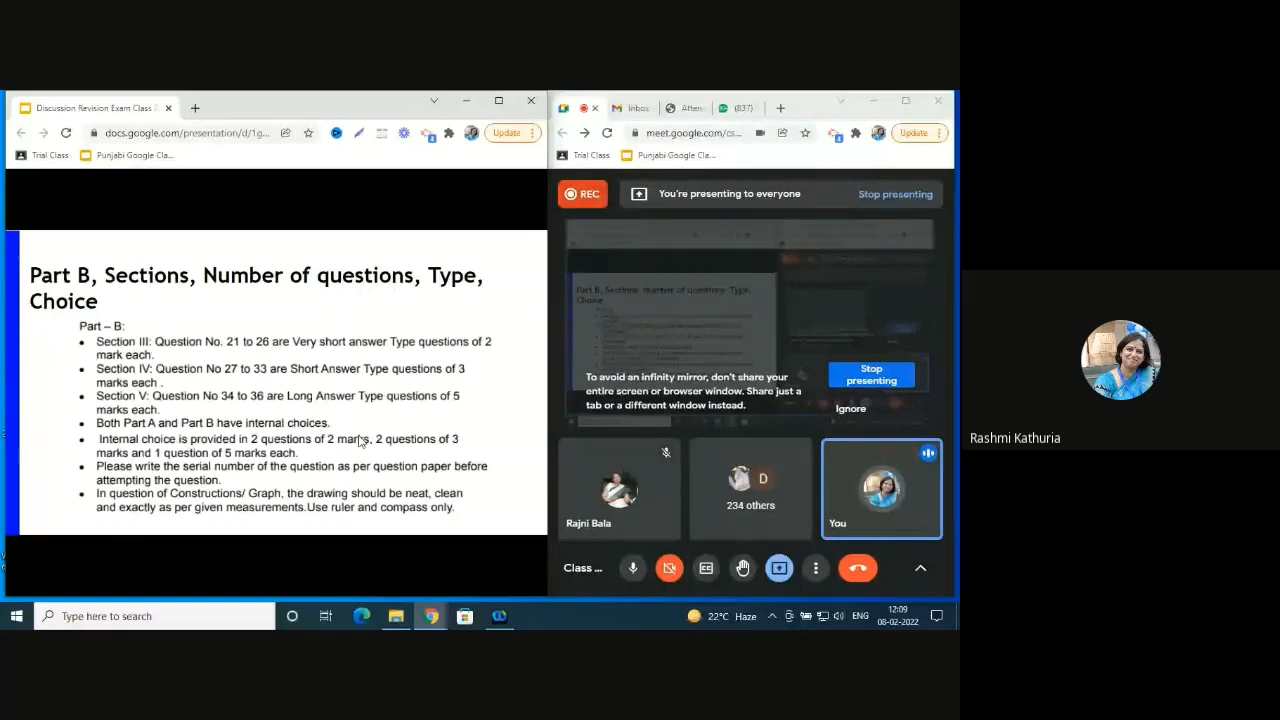 Discussion Revision Exam Class
docs.google.com/presentation/d/1g...
Update
Trial Class
Punjabi Google Cla...
Part B, Sections, Number of questions, Type,
Choice
Part – B:
Section III: Question No. 21 to 26 are Very short answer Type questions of 2
mark each.
Section IV: Question No 27 to 33 are Short Answer Type questions of 3
marks each .
Section V: Question No 34 to 36 are Long Answer Type questions of 5
marks each.
Both Part A and Part B have internal choices.
Internal choice is provided in 2 questions of 2 marks, 2 questions of 3
marks and 1 question of 5 marks each.
Please write the serial number of the question as per question paper before
attempting the question.
In question of Constructions/ Graph, the drawing should be neat, clean
and exactly as per given measurements.Use ruler and compass only.
Inbox
Atten
(837)
meet.google.com/cs...
Update
Trial Class
Punjabi Google Cla...
REC
You're presenting to everyone
Stop presenting
Part B, Sections, Number of questions, Type,
Choice
To avoid an infinity mirror, don't share your
entire screen or browser window. Share just a
tab or a different window instead.
Stop
presenting
Ignore
Rajni Bala
D
234 others
You
Class ...
Type here to search
22°C Haze
ENG
12:09
08-02-2022
Rashmi Kathuria